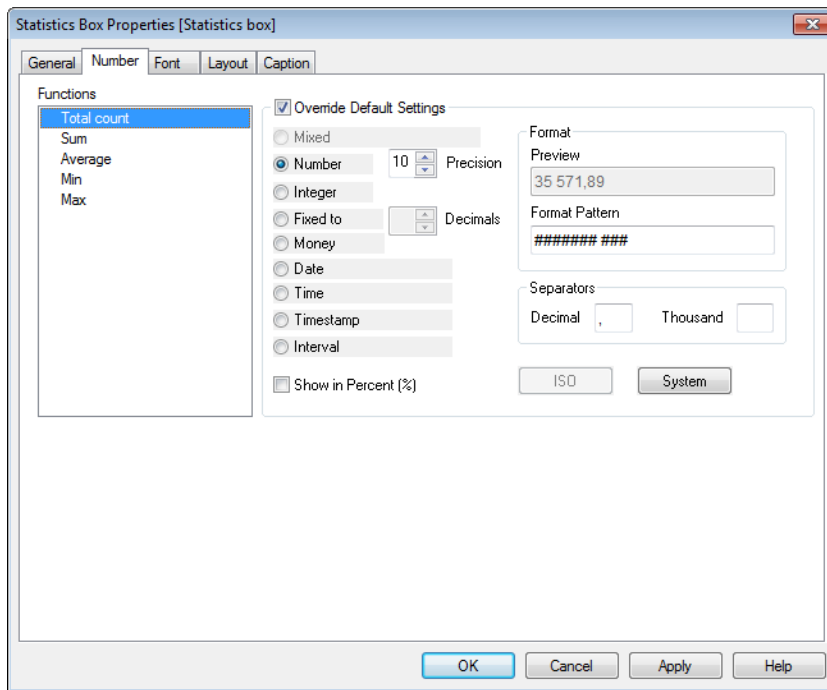 Statistics Box Properties [Statistics box]
General Number Font Layout Caption
Functions
Total count
Sum
Average
Min
Max
Override Default Settings
Mixed
Number 10 Precision
Integer
Fixed to Decimals
Money
Date
Time
Timestamp
Interval
Show in Percent (%)
Format
Preview
35 571,89
Format Pattern
####### ###
Separators
Decimal , Thousand
ISO System
OK Cancel Apply Help